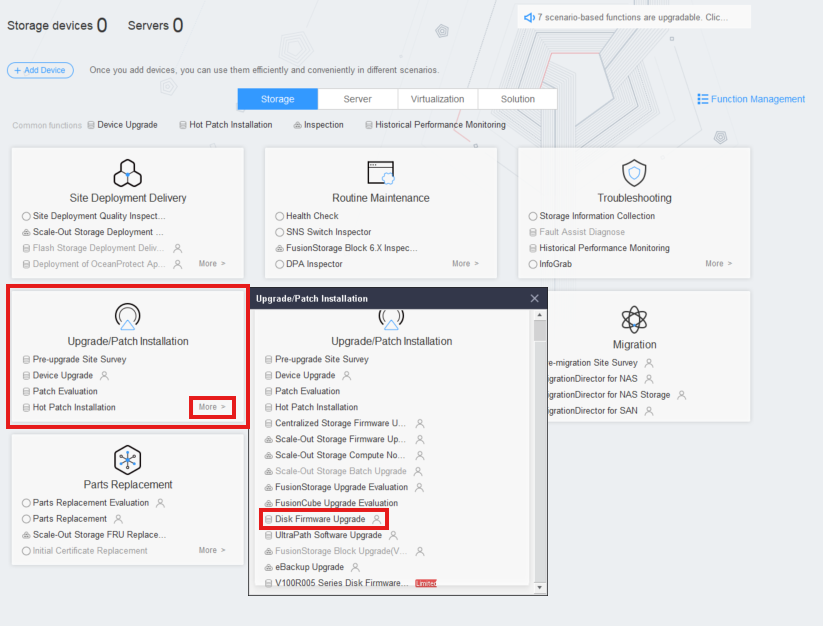 Storage devices 0 Servers 0
7 scenario-based functions are upgradable. Clic...
+ Add Device Once you add devices, you can use them efficiently and conveniently in different scenarios.
Storage Server Virtualization Solution
Function Management
Common functions Device Upgrade Hot Patch Installation Inspection Historical Performance Monitoring
Site Deployment Delivery
Site Deployment Quality Inspect...
Scale-Out Storage Deployment ...
Flash Storage Deployment Deliv...
Deployment of OceanProtect Ap...
More >
Routine Maintenance
Health Check
SNS Switch Inspector
FusionStorage Block 6.X Inspec...
DPA Inspector
More >
Troubleshooting
Storage Information Collection
Fault Assist Diagnose
Historical Performance Monitoring
InfoGrab
More >
Upgrade/Patch Installation
Pre-upgrade Site Survey
Device Upgrade
Patch Evaluation
Hot Patch Installation
More >
Upgrade/Patch Installation
Upgrade/Patch Installation
Pre-upgrade Site Survey
Device Upgrade
Patch Evaluation
Hot Patch Installation
Centralized Storage Firmware U...
Scale-Out Storage Firmware Up...
Scale-Out Storage Compute No...
Scale-Out Storage Batch Upgrade
FusionStorage Upgrade Evaluation
FusionCube Upgrade Evaluation
Disk Firmware Upgrade
UltraPath Software Upgrade
FusionStorage Block Upgrade(V...
eBackup Upgrade
V100R005 Series Disk Firmware... Limited
Migration
e-migration Site Survey
grationDirector for NAS
grationDirector for NAS Storage
grationDirector for SAN
Parts Replacement
Parts Replacement Evaluation
Parts Replacement
Scale-Out Storage FRU Replace...
Initial Certificate Replacement
More >